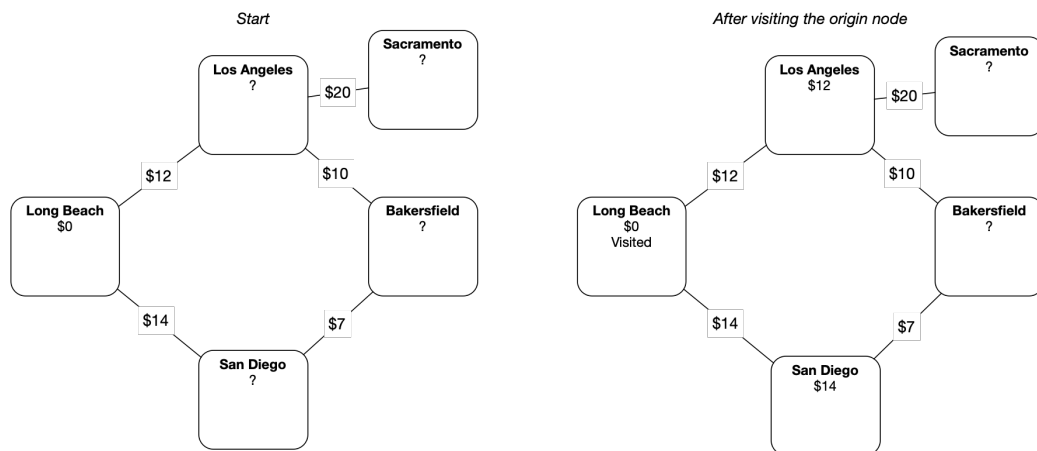 Start
Sacramento
?
Los Angeles
?
$20
$12
$10
Long Beach
$0
Bakersfield
?
$14
$7
San Diego
?
After visiting the origin node
Sacramento
?
Los Angeles
$12
$20
$12
$10
Long Beach
$0
Visited
Bakersfield
?
$14
$7
San Diego
$14